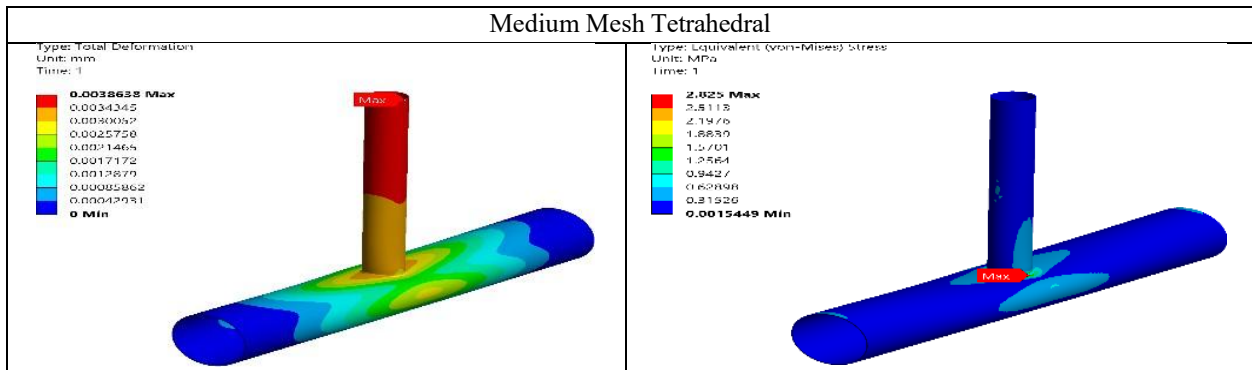 Medium Mesh Tetrahedral
Type: Total Deformation
Unit: mm
Time: 1
0.0038638 Max
0.0034345
0.0030052
0.0025758
0.0021465
0.0017172
0.0012879
0.00085862
0.00042931
0 Min
Max
Type: Equivalent (von-Mises) Stress
Unit: MPa
Time: 1
2.825 Max
2.5113
2.1976
1.8839
1.5701
1.2564
0.9427
0.62898
0.31526
0.0015449 Min
Max